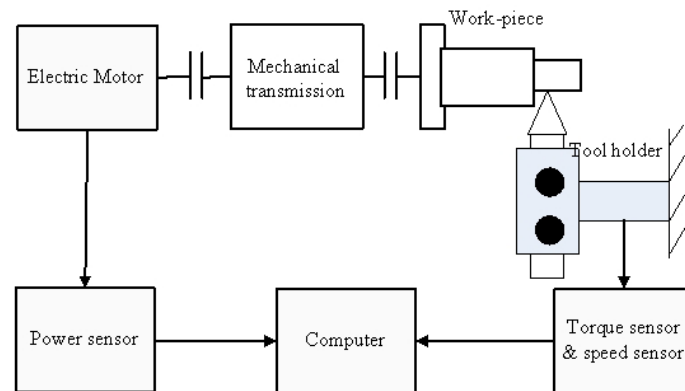 Work-piece
Electric Motor
Mechanical
transmission
Tool holder
Power sensor
Computer
Torque sensor
& speed sensor